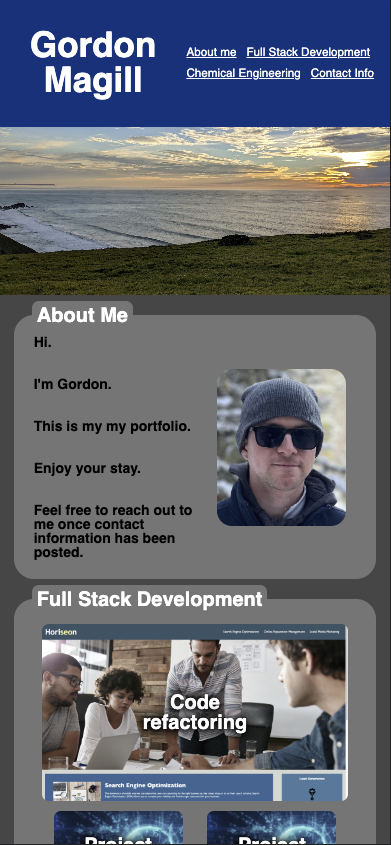 Gordon
Magill
About me Full Stack Development
Chemical Engineering Contact Info
About Me
Hi.
I'm Gordon.
This is my my portfolio.
Enjoy your stay.
Feel free to reach out to
me once contact
information has been
posted.
Full Stack Development
Horiseon
Search Engine Optimization Online Reputation Management Social Media Marketing
Code
refactoring
Search Engine Optimization
Lead Generation
Project Project